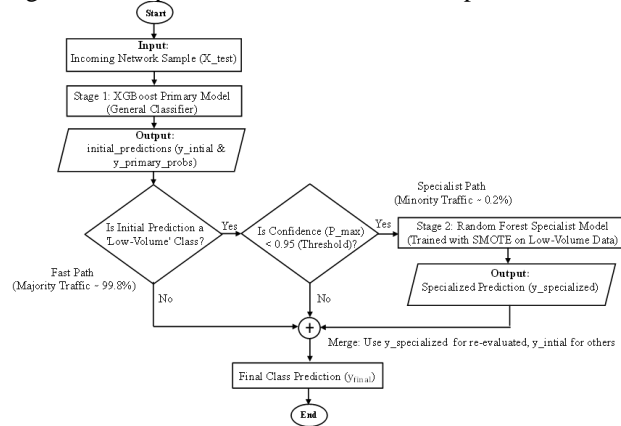 Start
Input:
Incoming Network Sample (X_test)
Stage 1: XGBoost Primary Model
(General Classifier)
Output:
initial_predictions (y_intial &
y_primary_probs)
Is Initial Prediction a
'Low-Volume' Class?
Yes
Is Confidence (P_max)
< 0.95 (Threshold)?
Yes
Specialist Path
(Minority Traffic ~ 0.2%)
Stage 2: Random Forest Specialist Model
(Trained with SMOTE on Low-Volume Data)
Output:
Specialized Prediction (y_specialized)
Fast Path
(Majority Traffic ~ 99.8%)
No
No
+
Merge: Use y_specialized for re-evaluated, y_intial for others
Final Class Prediction (y_final)
End